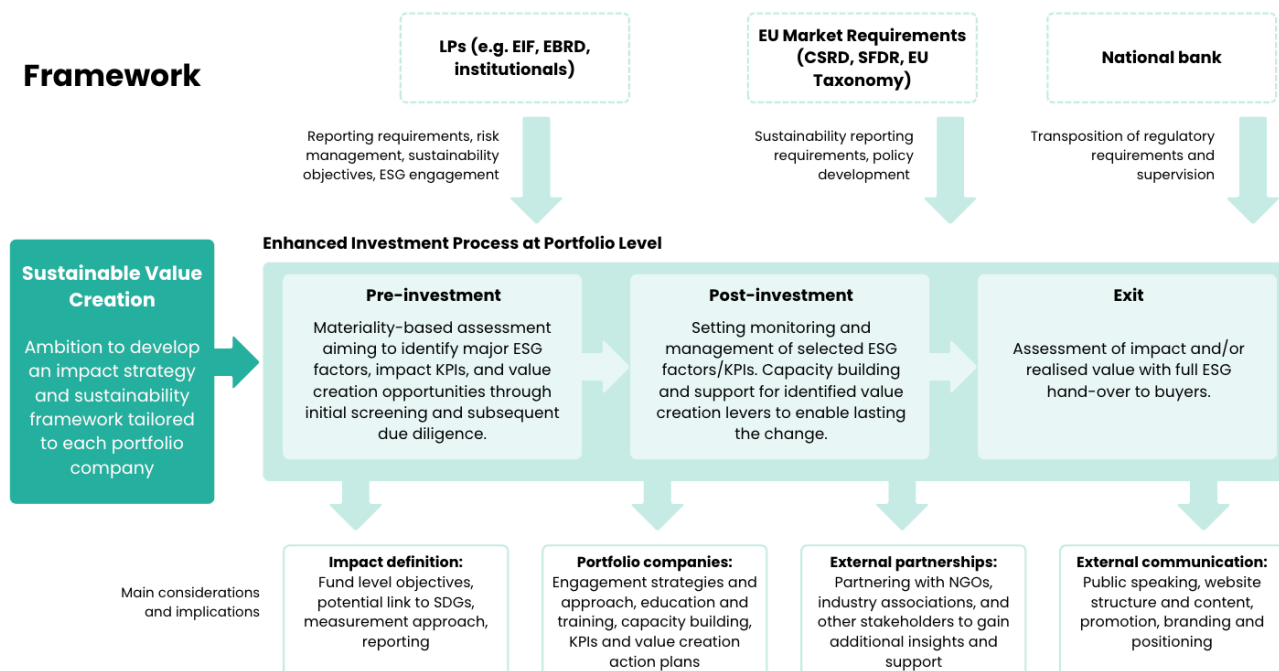 Framework
LPs (e.g. EIF, EBRD,
institutionals)
EU Market Requirements
(CSRD, SFDR, EU
Taxonomy)
National bank
Reporting requirements, risk
management, sustainability
objectives, ESG engagement
Sustainability reporting
requirements, policy
development
Transposition of regulatory
requirements and
supervision
Sustainable Value
Creation
Ambition to develop
an impact strategy
and sustainability
framework tailored
to each portfolio
company
Enhanced Investment Process at Portfolio Level
Pre-investment
Materiality-based assessment
aiming to identify major ESG
factors, impact KPIs, and value
creation opportunities through
initial screening and subsequent
due diligence.
Post-investment
Setting monitoring and
management of selected ESG
factors/KPIs. Capacity building
and support for identified value
creation levers to enable lasting
the change.
Exit
Assessment of impact and/or
realised value with full ESG
hand-over to buyers.
Main considerations
and implications
Impact definition:
Fund level objectives,
potential link to SDGs,
measurement approach,
reporting
Portfolio companies:
Engagement strategies and
approach, education and
training, capacity building,
KPIs and value creation
action plans
External partnerships:
Partnering with NGOs,
industry associations, and
other stakeholders to gain
additional insights and
support
External communication:
Public speaking, website
structure and content,
promotion, branding and
positioning